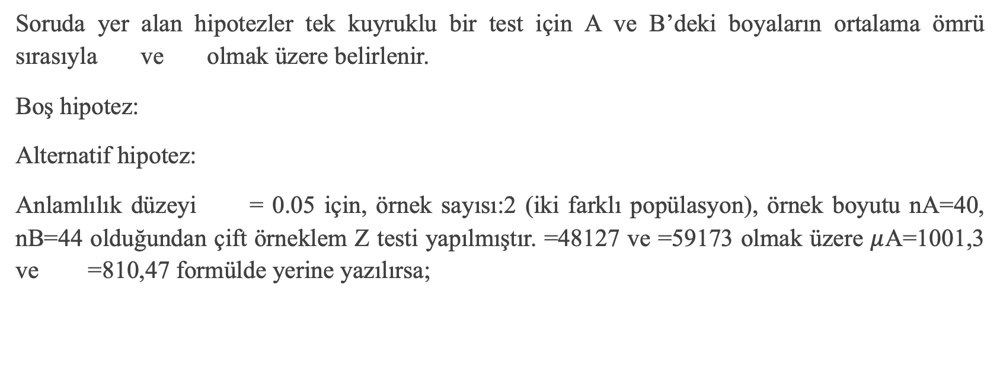 Soruda yer alan hipotezler tek kuyruklu bir test için A ve B’deki boyaların ortalama ömrü
sırasıyla ve olmak üzere belirlenir.
Boş hipotez:
Alternatif hipotez:
Anlamlılık düzeyi = 0.05 için, örnek sayısı:2 (iki farklı popülasyon), örnek boyutu nA=40,
nB=44 olduğundan çift örneklem Z testi yapılmıştır. =48127 ve =59173 olmak üzere μA=1001,3
ve =810,47 formülde yerine yazılırsa;